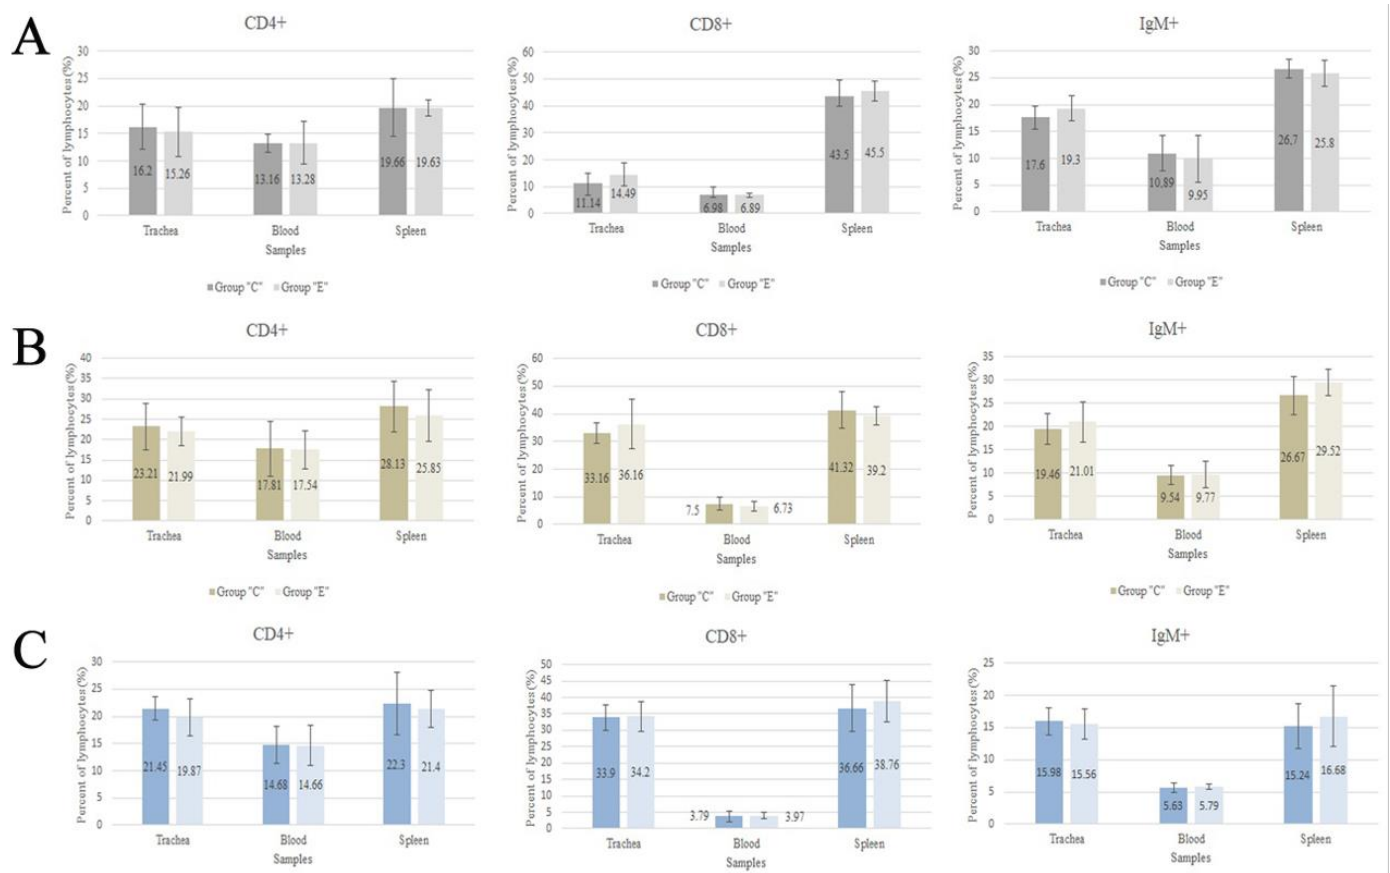 A
CD4+
Percent of lymphocytes (%)
30
25
20
15
10
5
0
16.2
15.26
13.16
13.28
19.66
19.63
Trachea
Blood
Spleen
Samples
Group "C"
Group "E"
CD8+
Percent of lymphocytes (%)
60
50
40
30
20
10
0
11.14
14.49
6.98
6.89
43.5
45.5
Trachea
Blood
Spleen
Samples
Group "C"
Group "E"
IgM+
Percent of lymphocytes (%)
30
25
20
15
10
5
0
17.6
19.3
10.89
9.95
26.7
25.8
Trachea
Blood
Spleen
Samples
Group "C"
Group "E"
B
CD4+
Percent of lymphocytes (%)
40
35
30
25
20
15
10
5
0
23.21
21.99
17.81
17.54
28.13
25.85
Trachea
Blood
Spleen
Samples
Group "C"
Group "E"
CD8+
Percent of lymphocytes (%)
60
50
40
30
20
10
0
33.16
36.16
7.5
6.73
41.32
39.2
Trachea
Blood
Spleen
Samples
Group "C"
Group "E"
IgM+
Percent of lymphocytes (%)
35
30
25
20
15
10
5
0
19.46
21.01
9.54
9.77
26.67
29.52
Trachea
Blood
Spleen
Samples
Group "C"
Group "E"
C
CD4+
Percent of lymphocytes (%)
30
25
20
15
10
5
0
21.45
19.87
14.68
14.66
22.3
21.4
Trachea
Blood
Spleen
Samples
CD8+
Percent of lymphocytes (%)
50
45
40
35
30
25
20
15
10
5
0
33.9
34.2
3.79
3.97
36.66
38.76
Trachea
Blood
Spleen
Samples
IgM+
Percent of lymphocytes (%)
25
20
15
10
5
0
15.98
15.56
5.63
5.79
15.24
16.68
Trachea
Blood
Spleen
Samples